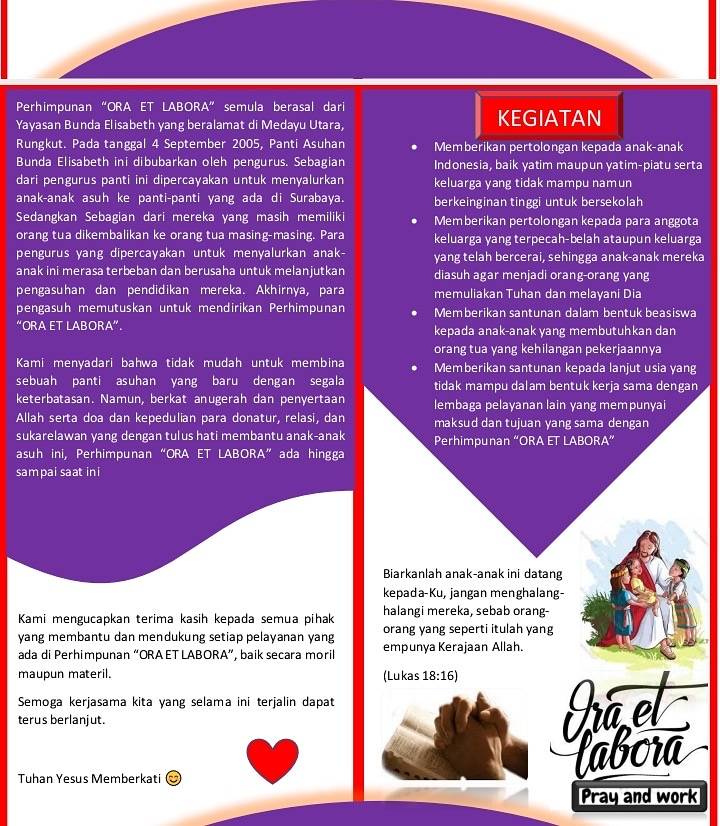 Perhimpunan “ORA ET LABORA” semula berasal dari
Yayasan Bunda Elisabeth yang beralamat di Medayu Utara,
Rungkut. Pada tanggal 4 September 2005, Panti Asuhan
Bunda Elisabeth ini dibubarkan oleh pengurus. Sebagian
dari pengurus panti ini dipercayakan untuk menyalurkan
anak-anak asuh ke panti-panti yang ada di Surabaya.
Sedangkan Sebagian dari mereka yang masih memiliki
orang tua dikembalikan ke orang tua masing-masing. Para
pengurus yang dipercayakan untuk menyalurkan anak-
anak ini merasa terbeban dan berusaha untuk melanjutkan
pengasuhan dan pendidikan mereka. Akhirnya, para
pengasuh memutuskan untuk mendirikan Perhimpunan
“ORA ET LABORA”.
Kami menyadari bahwa tidak mudah untuk membina
sebuah panti asuhan yang baru dengan segala
keterbatasan. Namun, berkat anugerah dan penyertaan
Allah serta doa dan kepedulian para donatur, relasi, dan
sukarelawan yang dengan tulus hati membantu anak-anak
asuh ini, Perhimpunan “ORA ET LABORA” ada hingga
sampai saat ini
Kami mengucapkan terima kasih kepada semua pihak
yang membantu dan mendukung setiap pelayanan yang
ada di Perhimpunan “ORA ET LABORA”, baik secara moril
maupun materil.
Semoga kerjasama kita yang selama ini terjalin dapat
terus berlanjut.
Tuhan Yesus Memberkati 😊
KEGIATAN
• Memberikan pertolongan kepada anak-anak
Indonesia, baik yatim maupun yatim-piatu serta
keluarga yang tidak mampu namun
berkeinginan tinggi untuk bersekolah
• Memberikan pertolongan kepada para anggota
keluarga yang terpecah-belah ataupun keluarga
yang telah bercerai, sehingga anak-anak mereka
diasuh agar menjadi orang-orang yang
memuliakan Tuhan dan melayani Dia
• Memberikan santunan dalam bentuk beasiswa
kepada anak-anak yang membutuhkan dan
orang tua yang kehilangan pekerjaannya
• Memberikan santunan kepada lanjut usia yang
tidak mampu dalam bentuk kerja sama dengan
lembaga pelayanan lain yang mempunyai
maksud dan tujuan yang sama dengan
Perhimpunan “ORA ET LABORA”
Biarkanlah anak-anak ini datang
kepada-Ku, jangan menghalang-
halangi mereka, sebab orang-
orang yang seperti itulah yang
empunya Kerajaan Allah.
(Lukas 18:16)
Ora et
labora
Pray and work